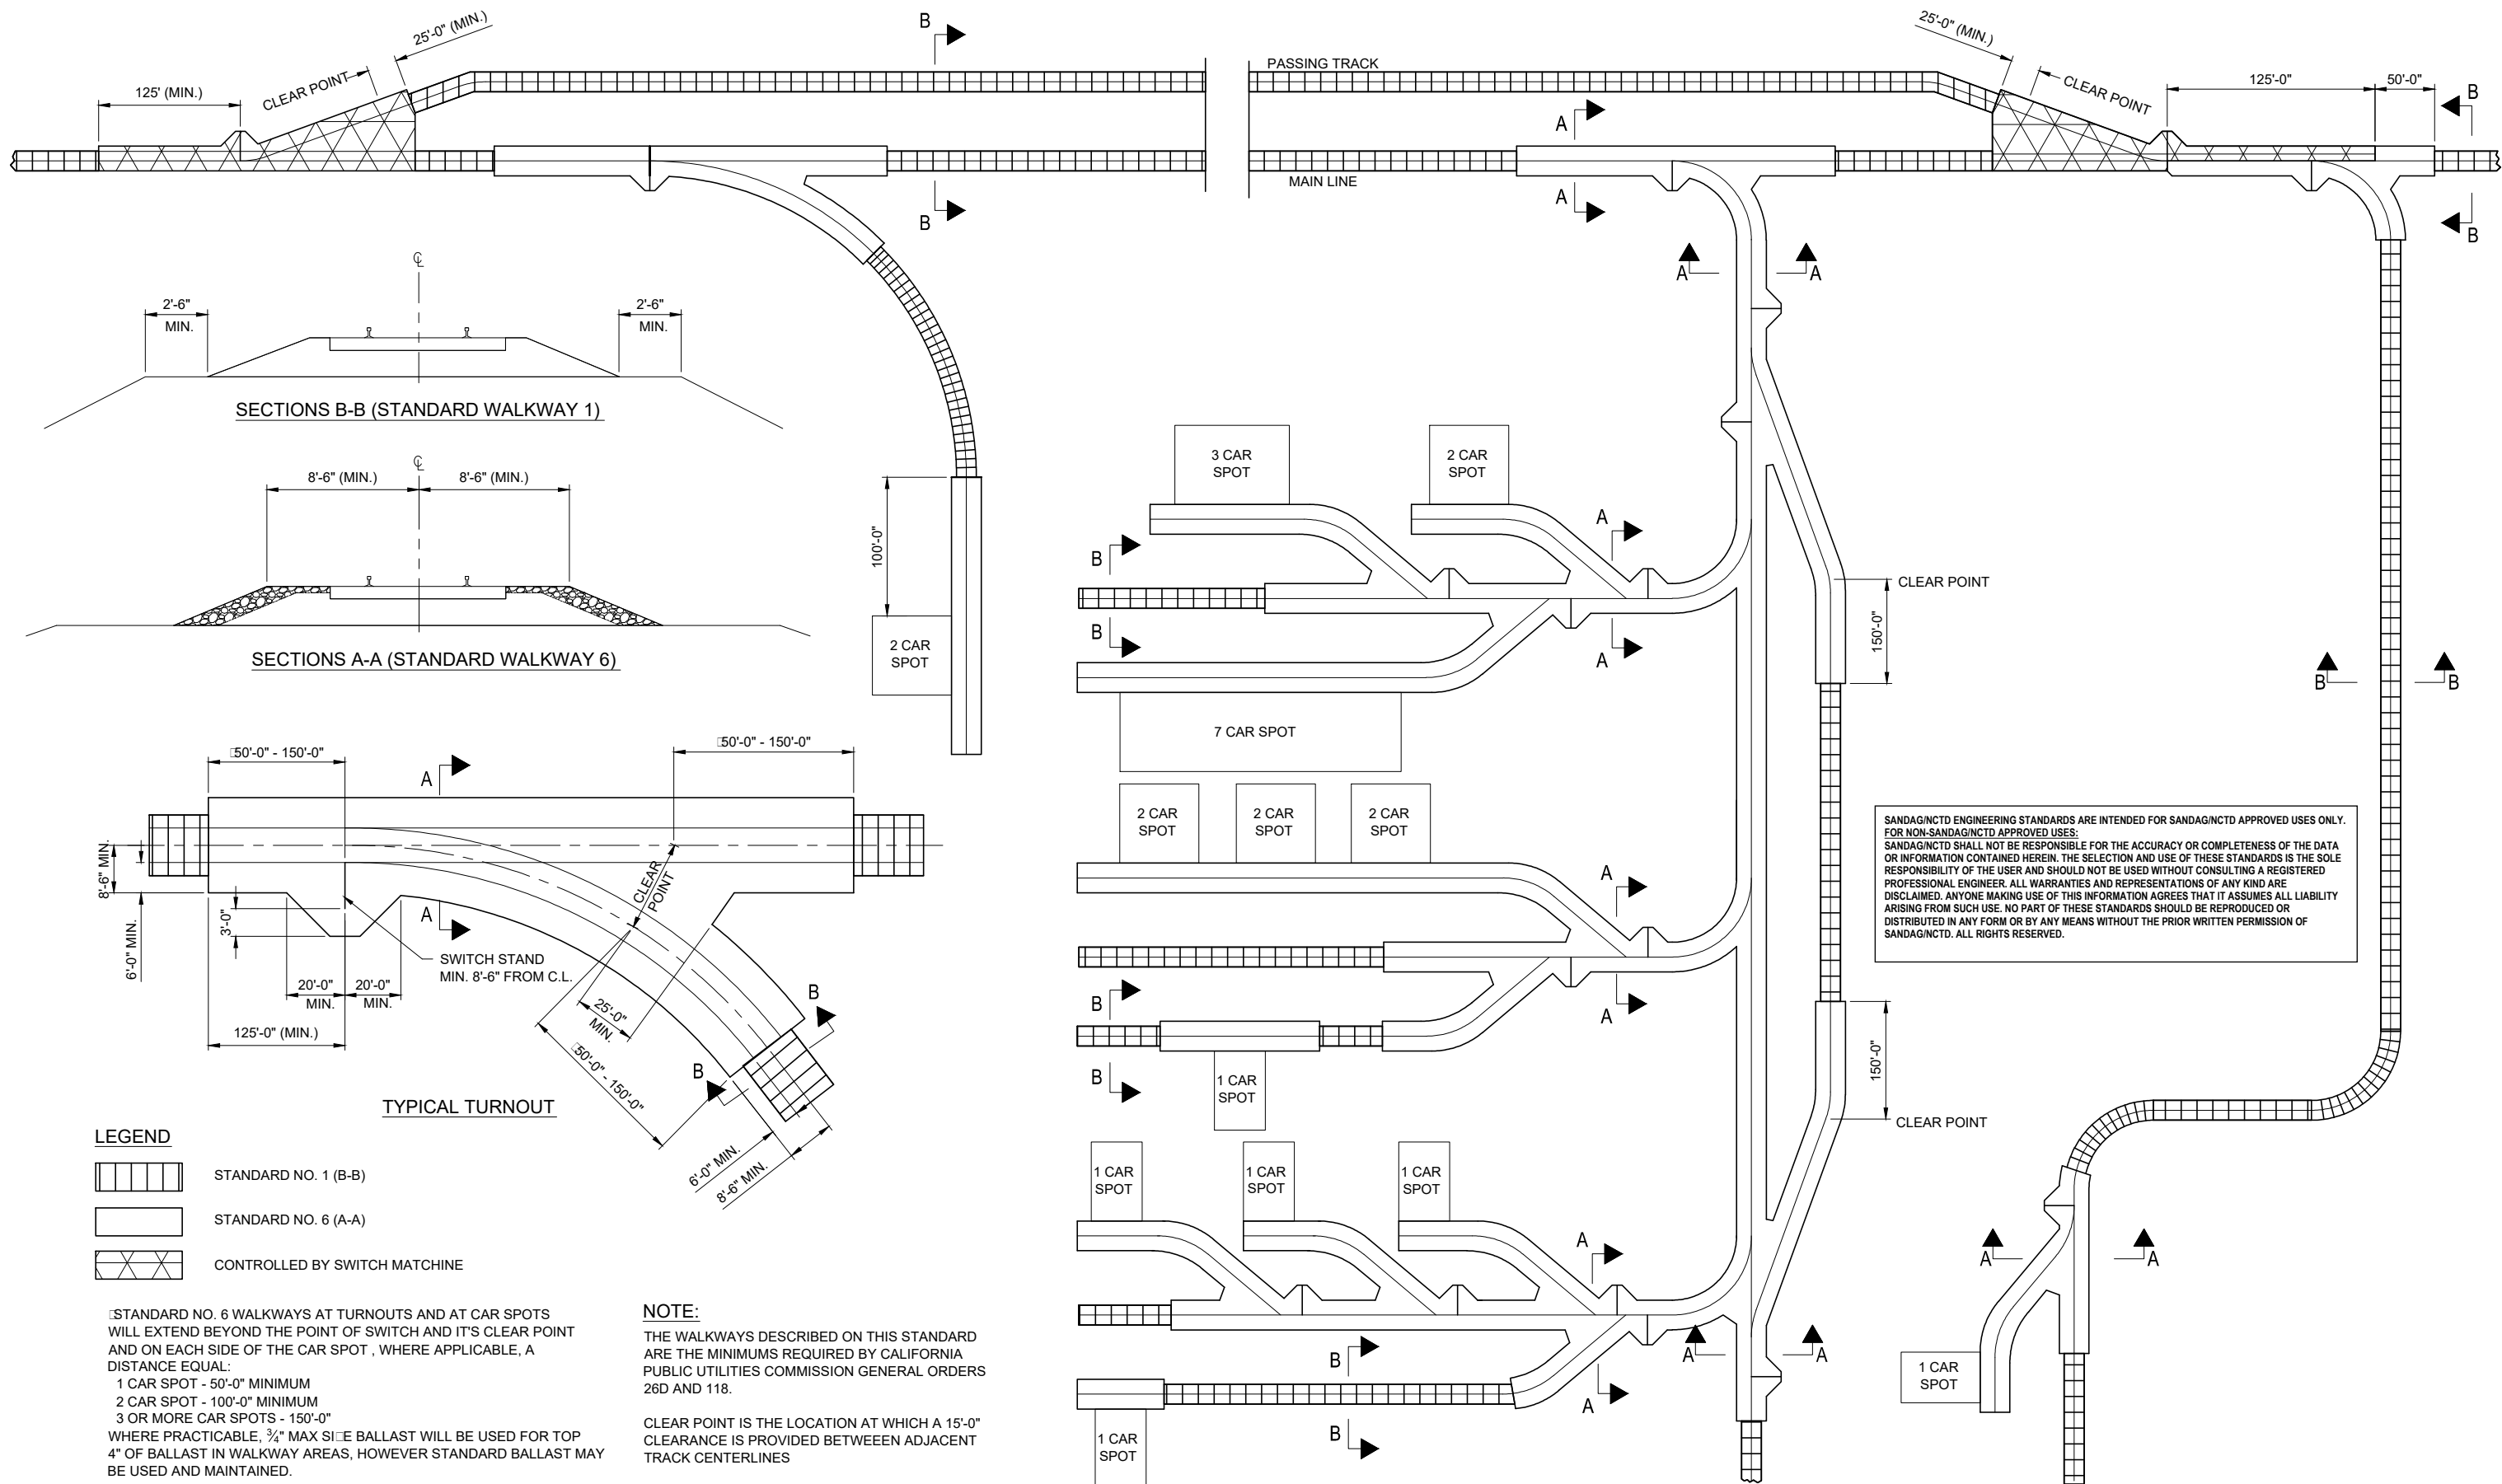 25'-0" (MIN.)
B
25'-0" (MIN.)
PASSING TRACK
125' (MIN.)
CLEAR POINT
CLEAR POINT
125'-0"
50'-0"
B
A
A
MAIN LINE
B
B
A
A
℄
2'-6"
MIN.
2'-6"
MIN.
SECTIONS B-B (STANDARD WALKWAY 1)
℄
8'-6" (MIN.)
8'-6" (MIN.)
SECTIONS A-A (STANDARD WALKWAY 6)
100'-0"
2 CAR
SPOT
3 CAR
SPOT
2 CAR
SPOT
A
B
B
A
CLEAR POINT
150'-0"
B
B
7 CAR SPOT
50'-0" - 150'-0"
50'-0" - 150'-0"
A
8'-6" MIN.
CLEAR
POINT
A
3'-0"
6'-0" MIN.
SWITCH STAND
MIN. 8'-6" FROM C.L.
20'-0"
MIN.
20'-0"
MIN.
125'-0" (MIN.)
25'-0"
MIN.
50'-0" - 150'-0"
B
B
6'-0" MIN.
8'-6" MIN.
TYPICAL TURNOUT
2 CAR
SPOT
2 CAR
SPOT
2 CAR
SPOT
A
B
A
B
1 CAR
SPOT
150'-0"
CLEAR POINT
SANDAG/NCTD ENGINEERING STANDARDS ARE INTENDED FOR SANDAG/NCTD APPROVED USES ONLY.
FOR NON-SANDAG/NCTD APPROVED USES:
SANDAG/NCTD SHALL NOT BE RESPONSIBLE FOR THE ACCURACY OR COMPLETENESS OF THE DATA
OR INFORMATION CONTAINED HEREIN. THE SELECTION AND USE OF THESE STANDARDS IS THE SOLE
RESPONSIBILITY OF THE USER AND SHOULD NOT BE USED WITHOUT CONSULTING A REGISTERED
PROFESSIONAL ENGINEER. ALL WARRANTIES AND REPRESENTATIONS OF ANY KIND ARE
DISCLAIMED. ANYONE MAKING USE OF THIS INFORMATION AGREES THAT IT ASSUMES ALL LIABILITY
ARISING FROM SUCH USE. NO PART OF THESE STANDARDS SHOULD BE REPRODUCED OR
DISTRIBUTED IN ANY FORM OR BY ANY MEANS WITHOUT THE PRIOR WRITTEN PERMISSION OF
SANDAG/NCTD. ALL RIGHTS RESERVED.
LEGEND
STANDARD NO. 1 (B-B)
STANDARD NO. 6 (A-A)
CONTROLLED BY SWITCH MATCHINE
1 CAR
SPOT
1 CAR
SPOT
1 CAR
SPOT
A
A
A
A
A
B
A
B
1 CAR
SPOT
1 CAR
SPOT
□STANDARD NO. 6 WALKWAYS AT TURNOUTS AND AT CAR SPOTS
WILL EXTEND BEYOND THE POINT OF SWITCH AND IT'S CLEAR POINT
AND ON EACH SIDE OF THE CAR SPOT , WHERE APPLICABLE, A
DISTANCE EQUAL:
1 CAR SPOT - 50'-0" MINIMUM
2 CAR SPOT - 100'-0" MINIMUM
3 OR MORE CAR SPOTS - 150'-0"
WHERE PRACTICABLE, ¾" MAX SI□E BALLAST WILL BE USED FOR TOP
4" OF BALLAST IN WALKWAY AREAS, HOWEVER STANDARD BALLAST MAY
BE USED AND MAINTAINED.
NOTE:
THE WALKWAYS DESCRIBED ON THIS STANDARD
ARE THE MINIMUMS REQUIRED BY CALIFORNIA
PUBLIC UTILITIES COMMISSION GENERAL ORDERS
26D AND 118.
CLEAR POINT IS THE LOCATION AT WHICH A 15'-0"
CLEARANCE IS PROVIDED BETWEEEN ADJACENT
TRACK CENTERLINES